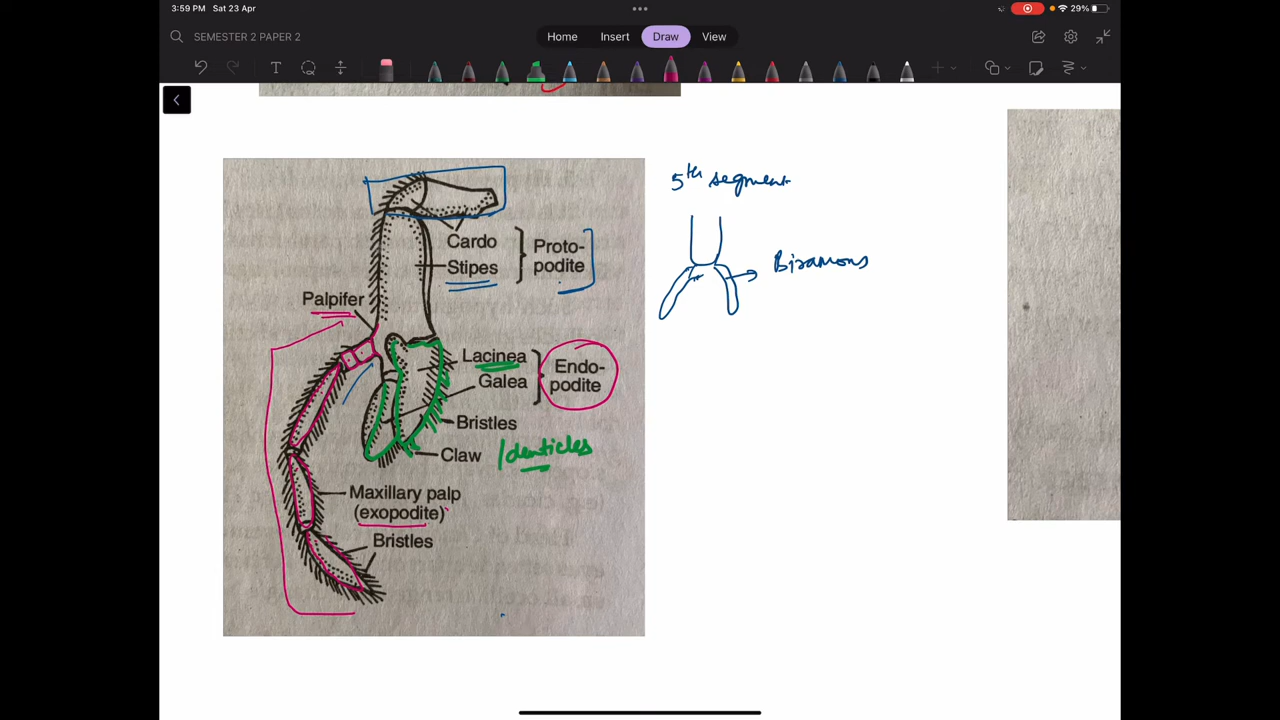 3:59 PM Sat 23 Apr
29%
SEMESTER 2 PAPER 2
Home Insert Draw View
5th segment
Biramous
Cardo
Stipes
Proto-
podite
Palpifer
Lacinea
Galea
Endo-
podite
Bristles
Claw /denticles
Maxillary palp
(exopodite)
Bristles